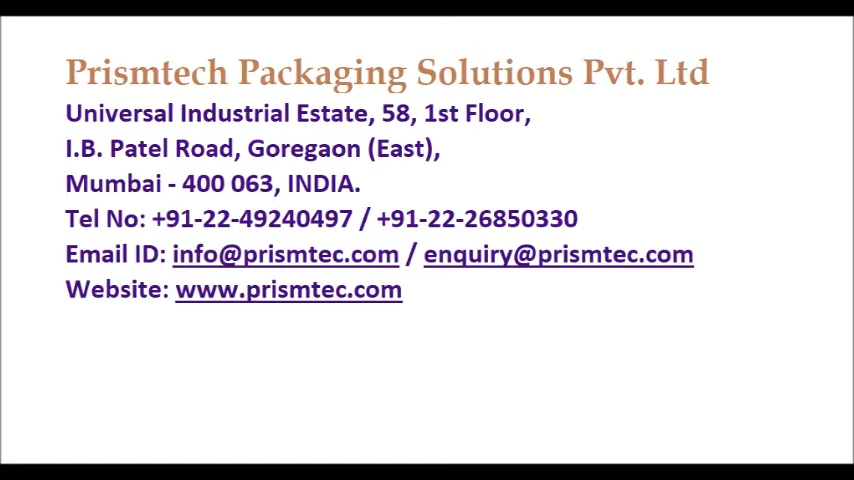 Prismtech Packaging Solutions Pvt. Ltd
Universal Industrial Estate, 58, 1st Floor,
I.B. Patel Road, Goregaon (East),
Mumbai - 400 063, INDIA.
Tel No: +91-22-49240497 / +91-22-26850330
Email ID: info@prismtec.com / enquiry@prismtec.com
Website: www.prismtec.com